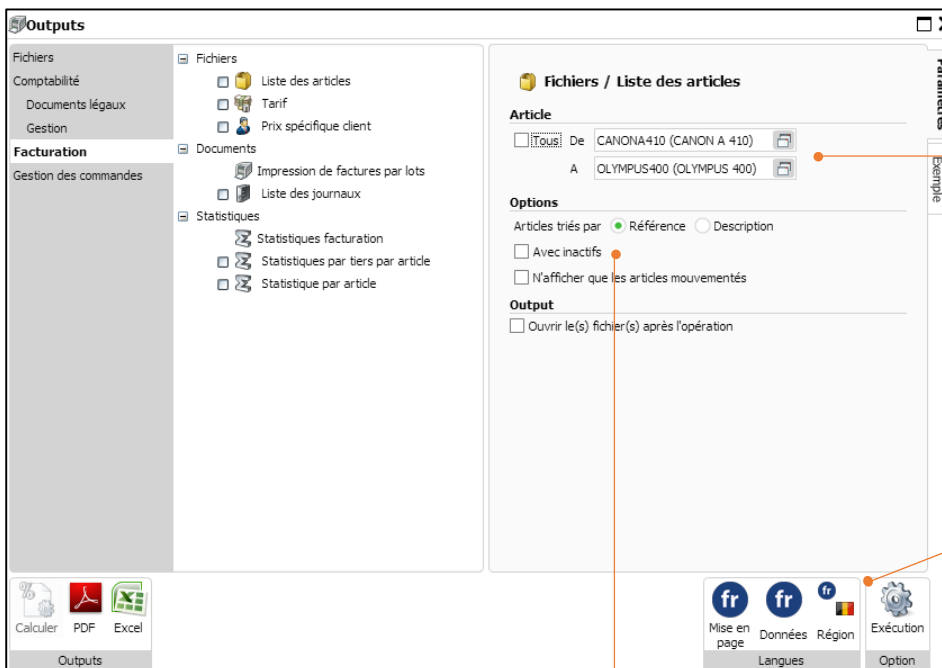 Outputs
Fichiers
Comptabilité
Documents légaux
Gestion
Facturation
Gestion des commandes
Fichiers
Liste des articles
Tarif
Prix spécifique client
Documents
Impression de factures par lots
Liste des journaux
Statistiques
Statistiques facturation
Statistiques par tiers par article
Statistique par article
Fichiers / Liste des articles
Article
Tous De CANONA410 (CANON A 410)
A OLYMPUS400 (OLYMPUS 400)
Options
Articles triés par Référence Description
Avec inactifs
N'afficher que les articles mouvementés
Output
Ouvrir le(s) fichier(s) après l'opération
Paramètres
Exemple
Calculer PDF Excel
Outputs
fr fr fr
Mise en page Données Région
Langues
Exécution
Option